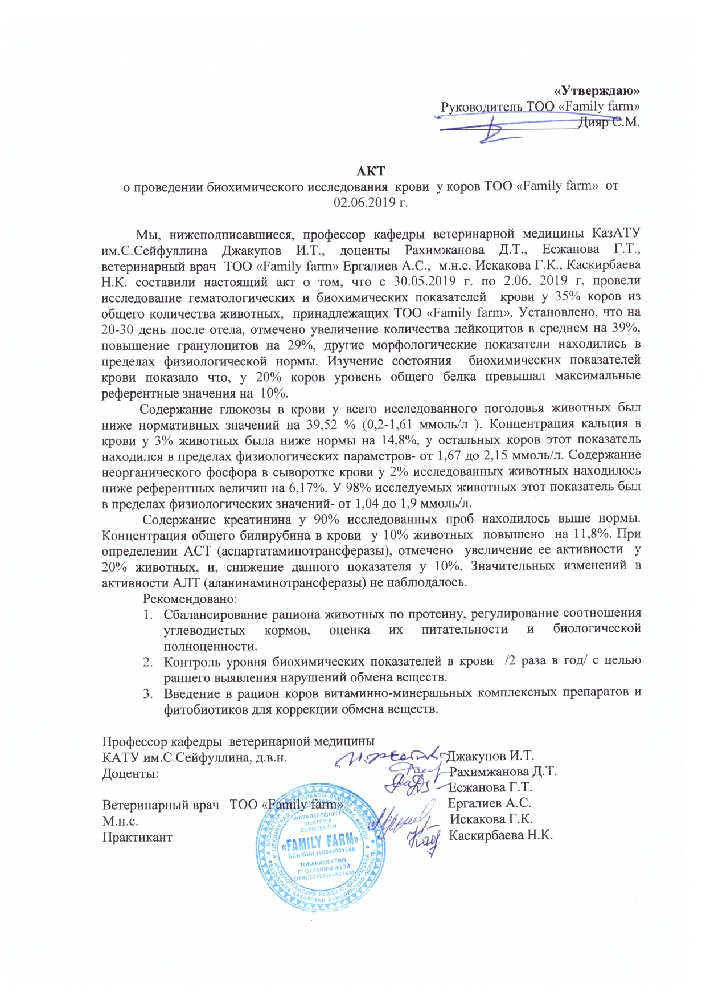 «Утверждаю»
Руководитель ТОО «Family farm»
____________________Дияр С.М.
АКТ
о проведении биохимического исследования кровi у коров ТОО «Family farm» от
02.06.2019 г.
Мы, нижеподписавшиеся, профессор кафедры ветеринарной медицины КазАТУ
им.С.Сейфуллина Джакупов И.Т., доценты Рахимжанова Д.Т., Есжанова Г.Т.,
ветеринарный врач ТОО «Family farm» Ергалиев А.С., м.н.с. Искакова Г.К., Каскирбаева
Н.К. составили настоящий акт о том, что с 30.05.2019 г. по 2.06. 2019 г, провели
исследование гематологических и биохимических показателей крови у 35% коров из
общего количества животных, принадлежащих ТОО «Family farm». Установлено, что на
20-30 день после отела, отмечено увеличение количества лейкоцитов в среднем на 39%,
повышение гранулоцитов на 29%, другие морфологические показатели находились в
пределах физиологической нормы. Изучение состояния биохимических показателей
крови показало что, у 20% коров уровень общего белка превышал максимальные
референтные значения на 10%.
Содержание глюкозы в крови у всего исследованного поголовья животных был
ниже нормативных значений на 39,52 % (0,2-1,61 ммоль/л ). Концентрация кальция в
крови у 3% животных была ниже нормы на 14,8%, у остальных коров этот показатель
находился в пределах физиологических параметров- от 1,67 до 2,15 ммоль/л. Содержание
неорганического фосфора в сыворотке крови у 2% исследованных животных находилось
ниже референтных величин на 6,17%. У 98% исследуемых животных этот показатель был
в пределах физиологических значений- от 1,04 до 1,9 ммоль/л.
Содержание креатинина у 90% исследованных проб находилось выше нормы.
Концентрация общего билирубина в крови у 10% животных повышено на 11,8%. При
определении АСТ (аспартатаминотрансферазы), отмечено увеличение ее активности у
20% животных, и, снижение данного показателя у 10%. Значительных изменений в
активности АЛТ (аланинаминотрансферазы) не наблюдалось.
Рекомендовано:
1. Сбалансирование рациона животных по протеину, регулирование соотношения
углеводистых кормов, оценка их питательности и биологической
полноценности.
2. Контроль уровня биохимических показателей в крови /2 раза в год/ с целью
раннего выявления нарушений обмена веществ.
3. Введение в рацион коров витаминно-минеральных комплексных препаратов и
фитобиотиков для коррекции обмена веществ.
Профессор кафедры ветеринарной медицины
КАТУ им.С.Сейфуллина, д.в.н. Джакупов И.Т.
Доценты: Рахимжанова Д.Т.
Есжанова Г.Т.
Ветеринарный врач ТОО «Family farm» Ергалиев А.С.
М.н.с. Искакова Г.К.
Практикант Каскирбаева Н.К.
ЖАУАПКЕРШІЛІГІ
ШЕКТЕУЛІ
СЕРІКТЕСТІГІ
«FAMILY FARM»
БСН/БИН 160640021848
ТОВАРИЩЕСТВО
С ОГРАНИЧЕННОЙ
ОТВЕТСТВЕННОСТЬЮ
ЦЕЛИНОГРАДСКИЙ РАЙОН С. МАКСИМОВКА
РЕСПУБЛИКА КАЗАХСТАН АКМОЛИНСКАЯ ОБЛАСТЬ